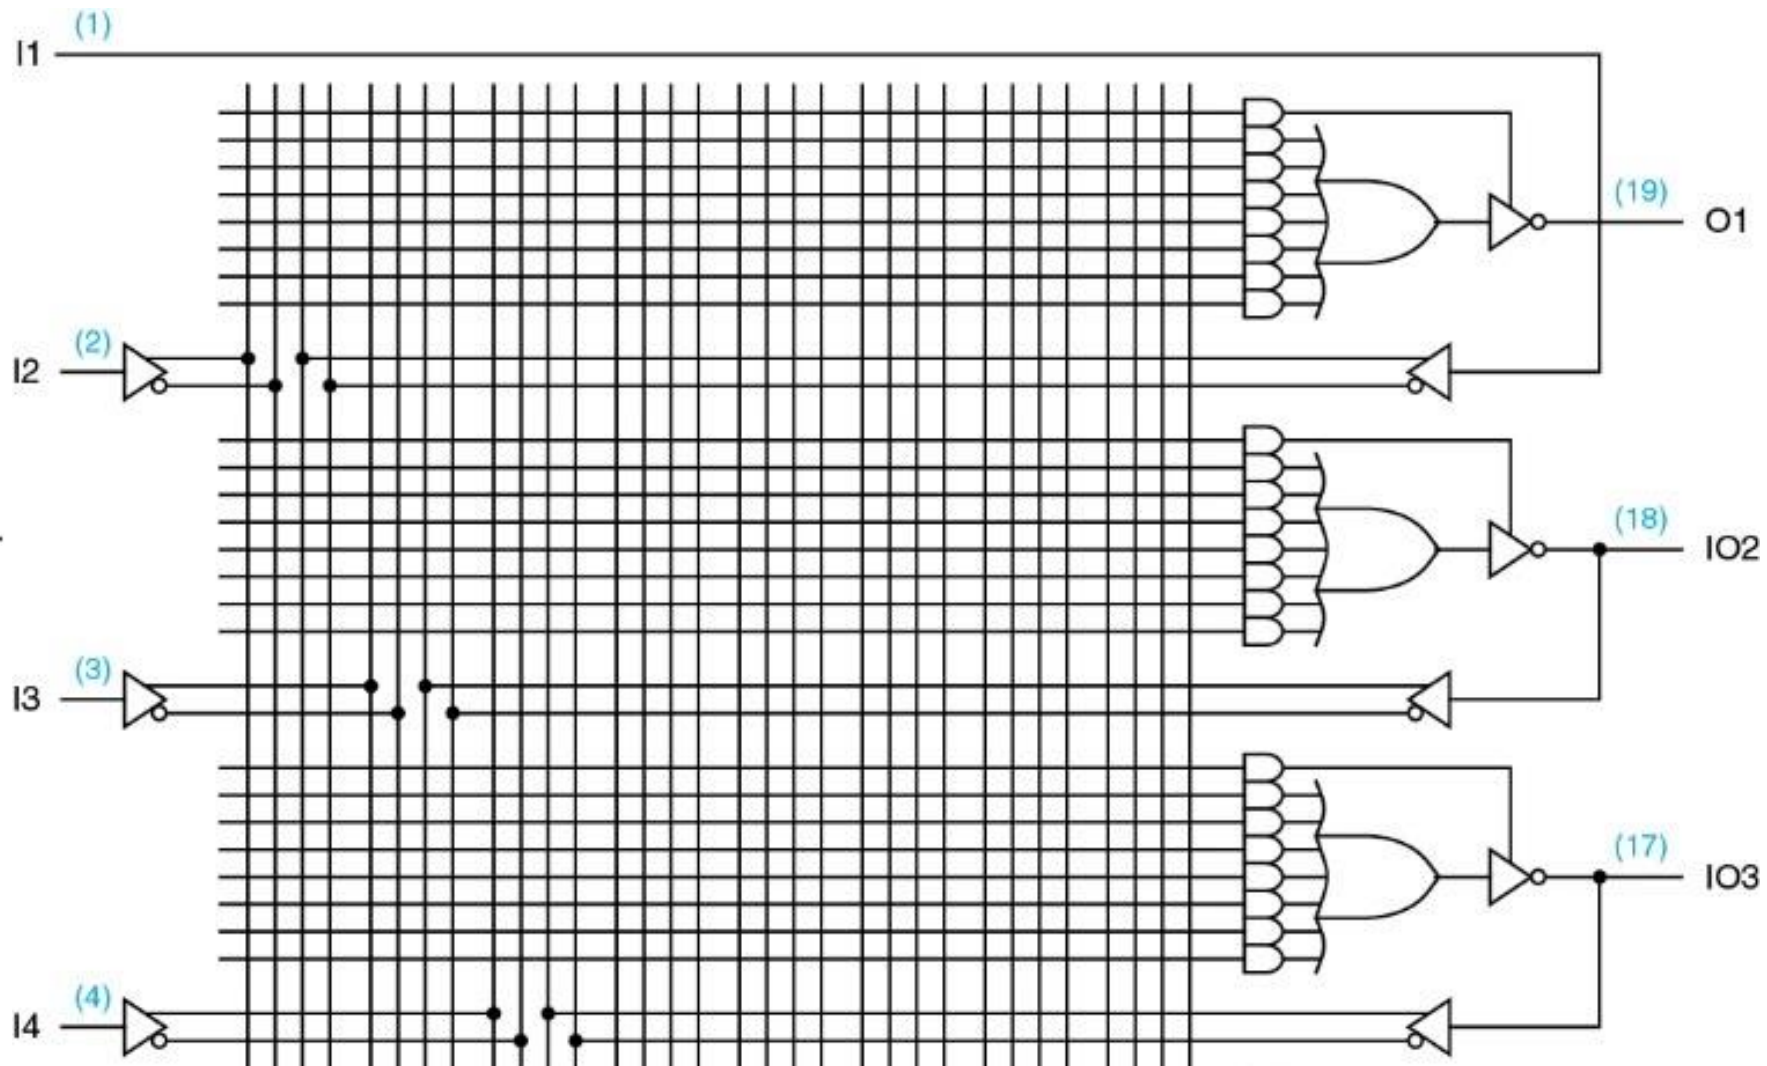 (1)
I1
(19)
O1
(2)
I2
(18)
IO2
(3)
I3
(17)
IO3
(4)
I4